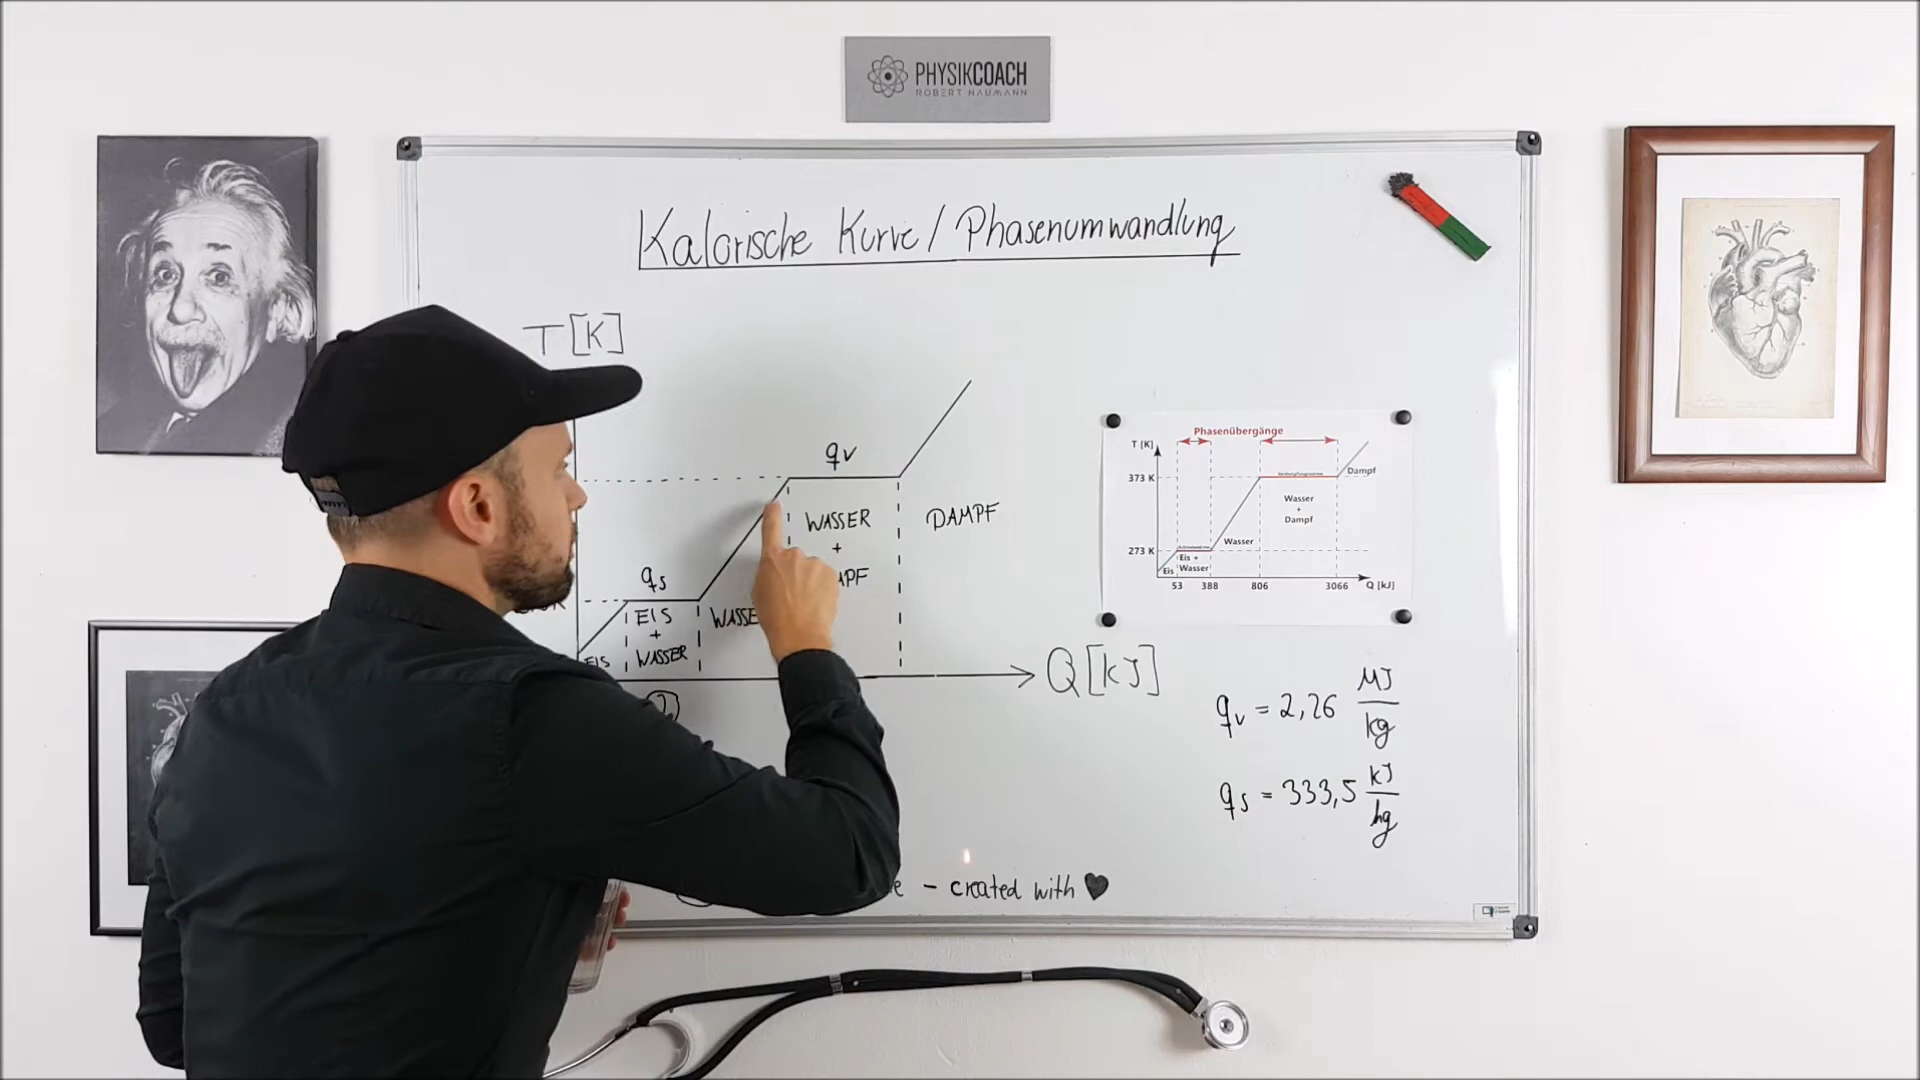 PHYSIKCOACH
ROBERT NAUMANN
Kalorische Kurve / Phasenumwandlung
T [K]
qv
WASSER
+
DAMPF
qs
EIS
+
WASSER
EIS
2
Q [kJ]
Phasenübergänge
T [K]
373 K
Dampf
Wasser
+
Dampf
273 K
Wasser
Eis +
Wasser
Eis
53 388 806 3066 Q [kJ]
qv = 2,26 MJ/kg
qs = 333,5 kJ/kg
- created with ♥